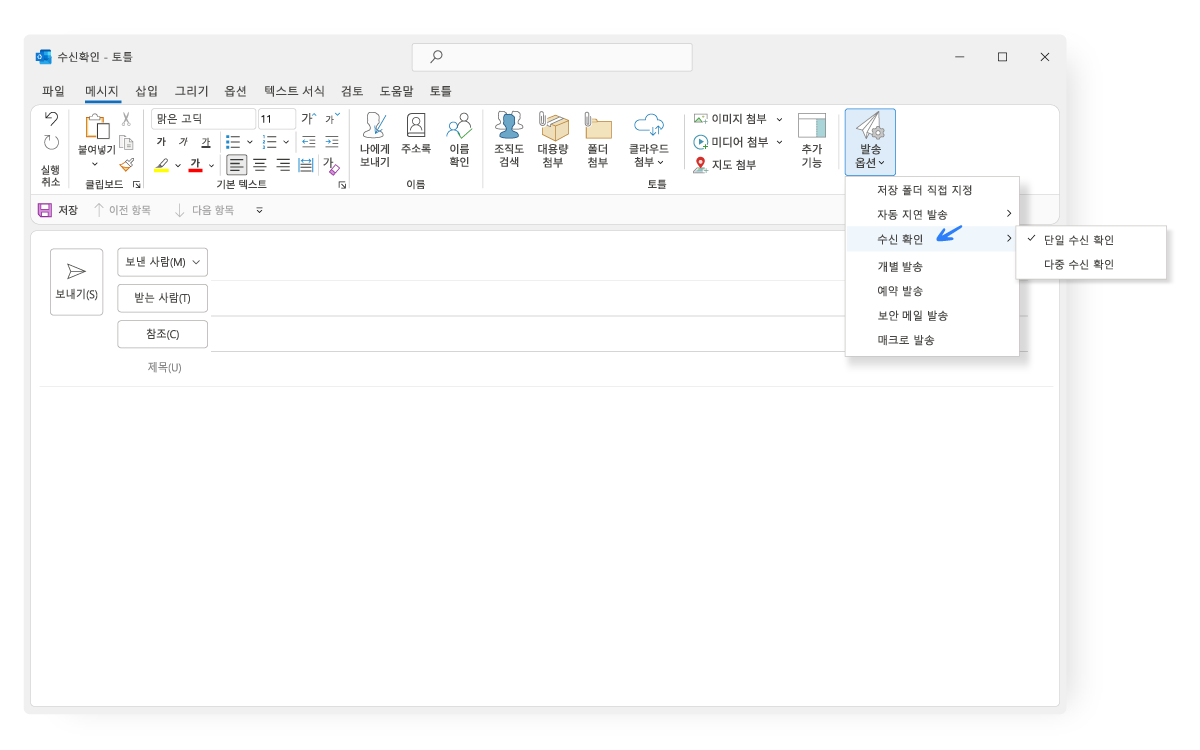 수신확인 - 토틀
파일 메시지 삽입 그리기 옵션 텍스트 서식 검토 도움말 토틀
실행
취소
붙여넣기
클립보드
맑은 고딕 11 가 가
가 가 가
가 가
기본 텍스트
나에게
보내기
주소록
이름
확인
이름
조직도
검색
대용량
첨부
폴더
첨부
클라우드
첨부
이미지 첨부
미디어 첨부
지도 첨부
토틀
추가
기능
발송
옵션
저장 이전 항목 다음 항목
저장 폴더 직접 지정
자동 지연 발송
수신 확인
개별 발송
예약 발송
보안 메일 발송
매크로 발송
단일 수신 확인
다중 수신 확인
보내기(S)
보낸 사람(M)
받는 사람(T)
참조(C)
제목(U)